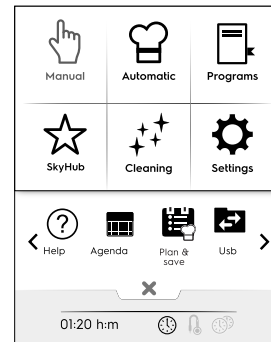 Manual Automatic Programs
SkyHub Cleaning Settings
Help Agenda Plan & save Usb
01:20 h:m